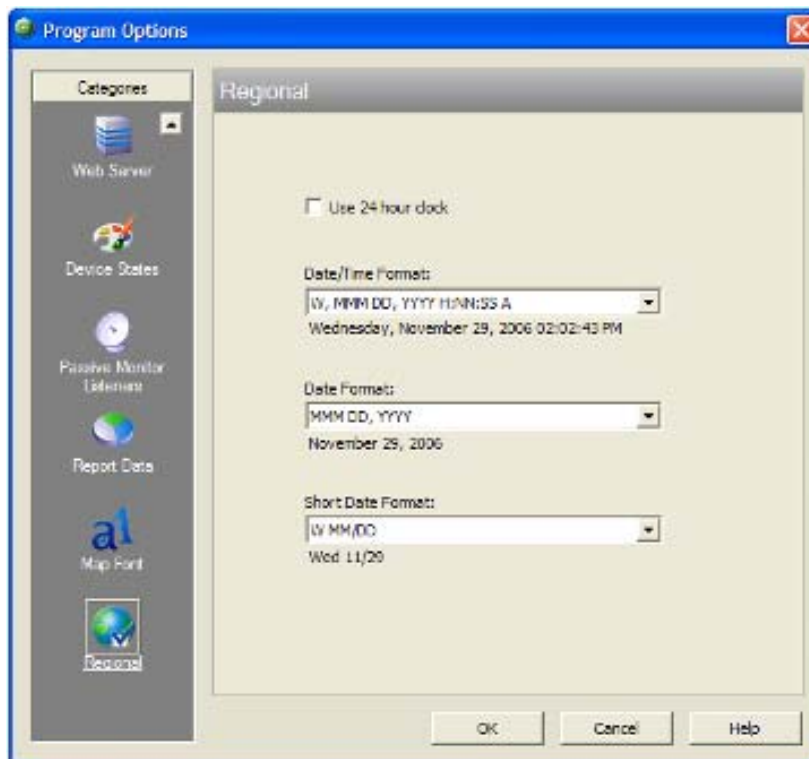 Program Options
Categories
Web Server
Device States
Passive Monitor
Listeners
Report Data
Map Font
Regional
Regional
Use 24 hour clock
Date/Time Format:
W, MMM DD, YYYY H:NN:SS A
Wednesday, November 29, 2006 02:02:43 PM
Date Format:
MMM DD, YYYY
November 29, 2006
Short Date Format:
W MM/DD
Wed 11/29
OK
Cancel
Help